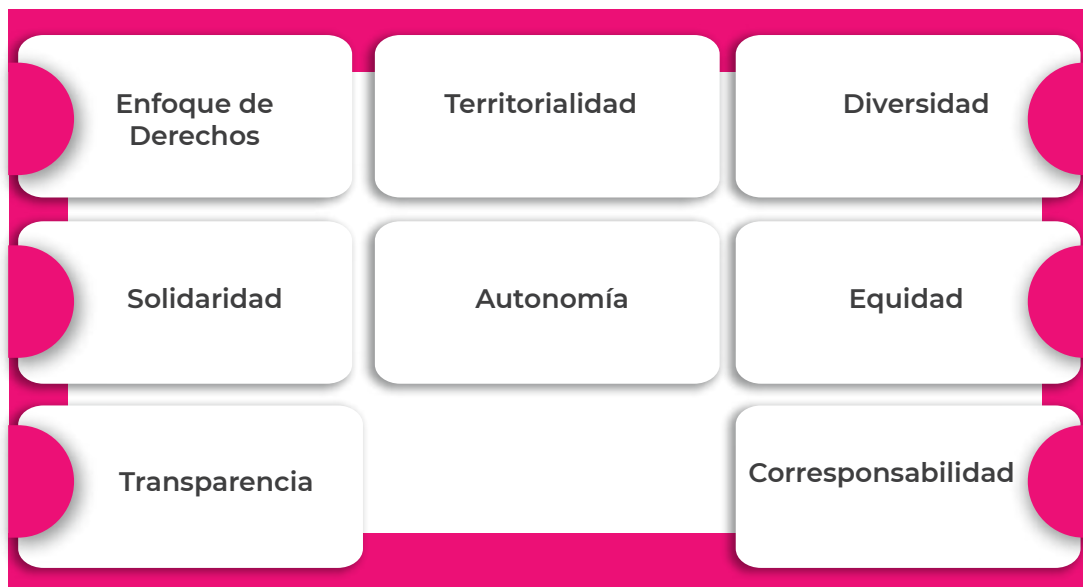 Enfoque de
Derechos
Territorialidad
Diversidad
Solidaridad
Autonomía
Equidad
Transparencia
Corresponsabilidad